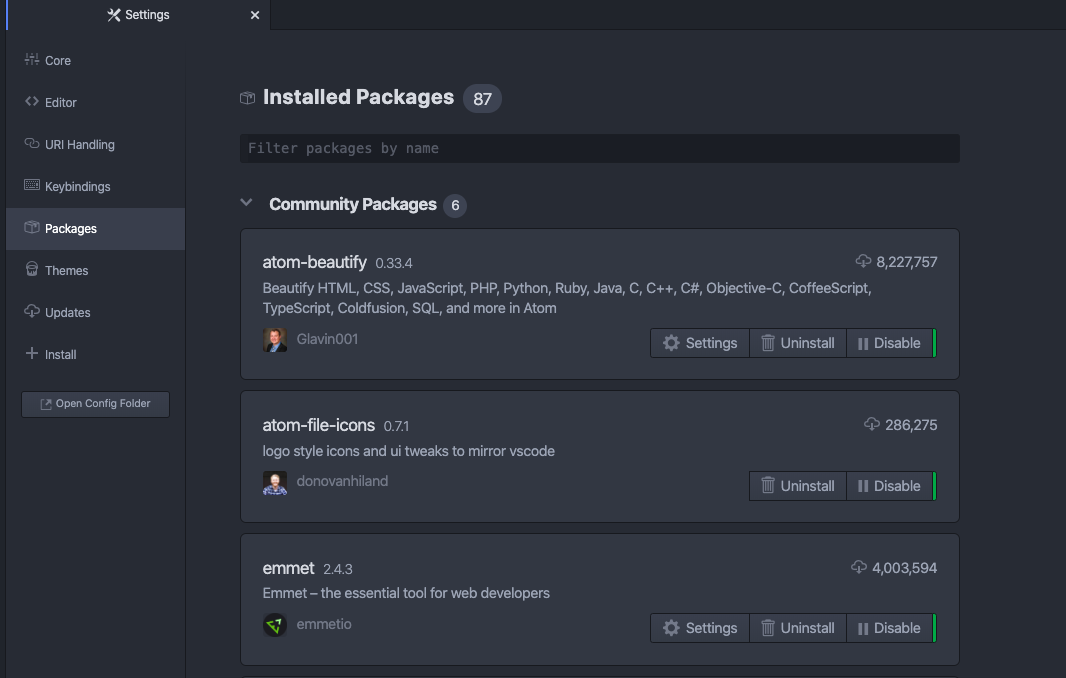 Settings
Core
Editor
URI Handling
Keybindings
Packages
Themes
Updates
Install
Open Config Folder
Installed Packages 87
Filter packages by name
Community Packages 6
atom-beautify 0.33.4 8,227,757
Beautify HTML, CSS, JavaScript, PHP, Python, Ruby, Java, C, C++, C#, Objective-C, CoffeeScript,
TypeScript, Coldfusion, SQL, and more in Atom
Glavin001 Settings Uninstall Disable
atom-file-icons 0.7.1 286,275
logo style icons and ui tweaks to mirror vscode
donovanhiland Uninstall Disable
emmet 2.4.3 4,003,594
Emmet – the essential tool for web developers
emmetio Settings Uninstall Disable